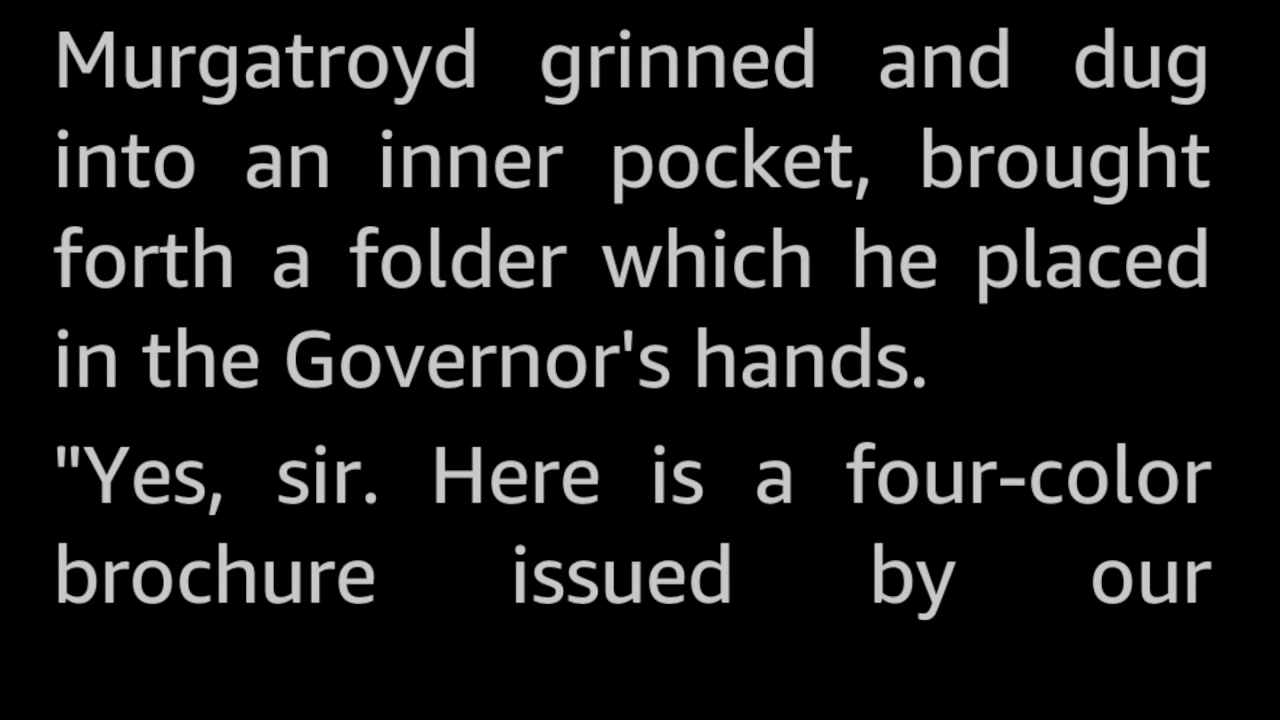 Murgatroyd grinned and dug
into an inner pocket, brought
forth a folder which he placed
in the Governor's hands.
"Yes, sir. Here is a four-color
brochure issued by our